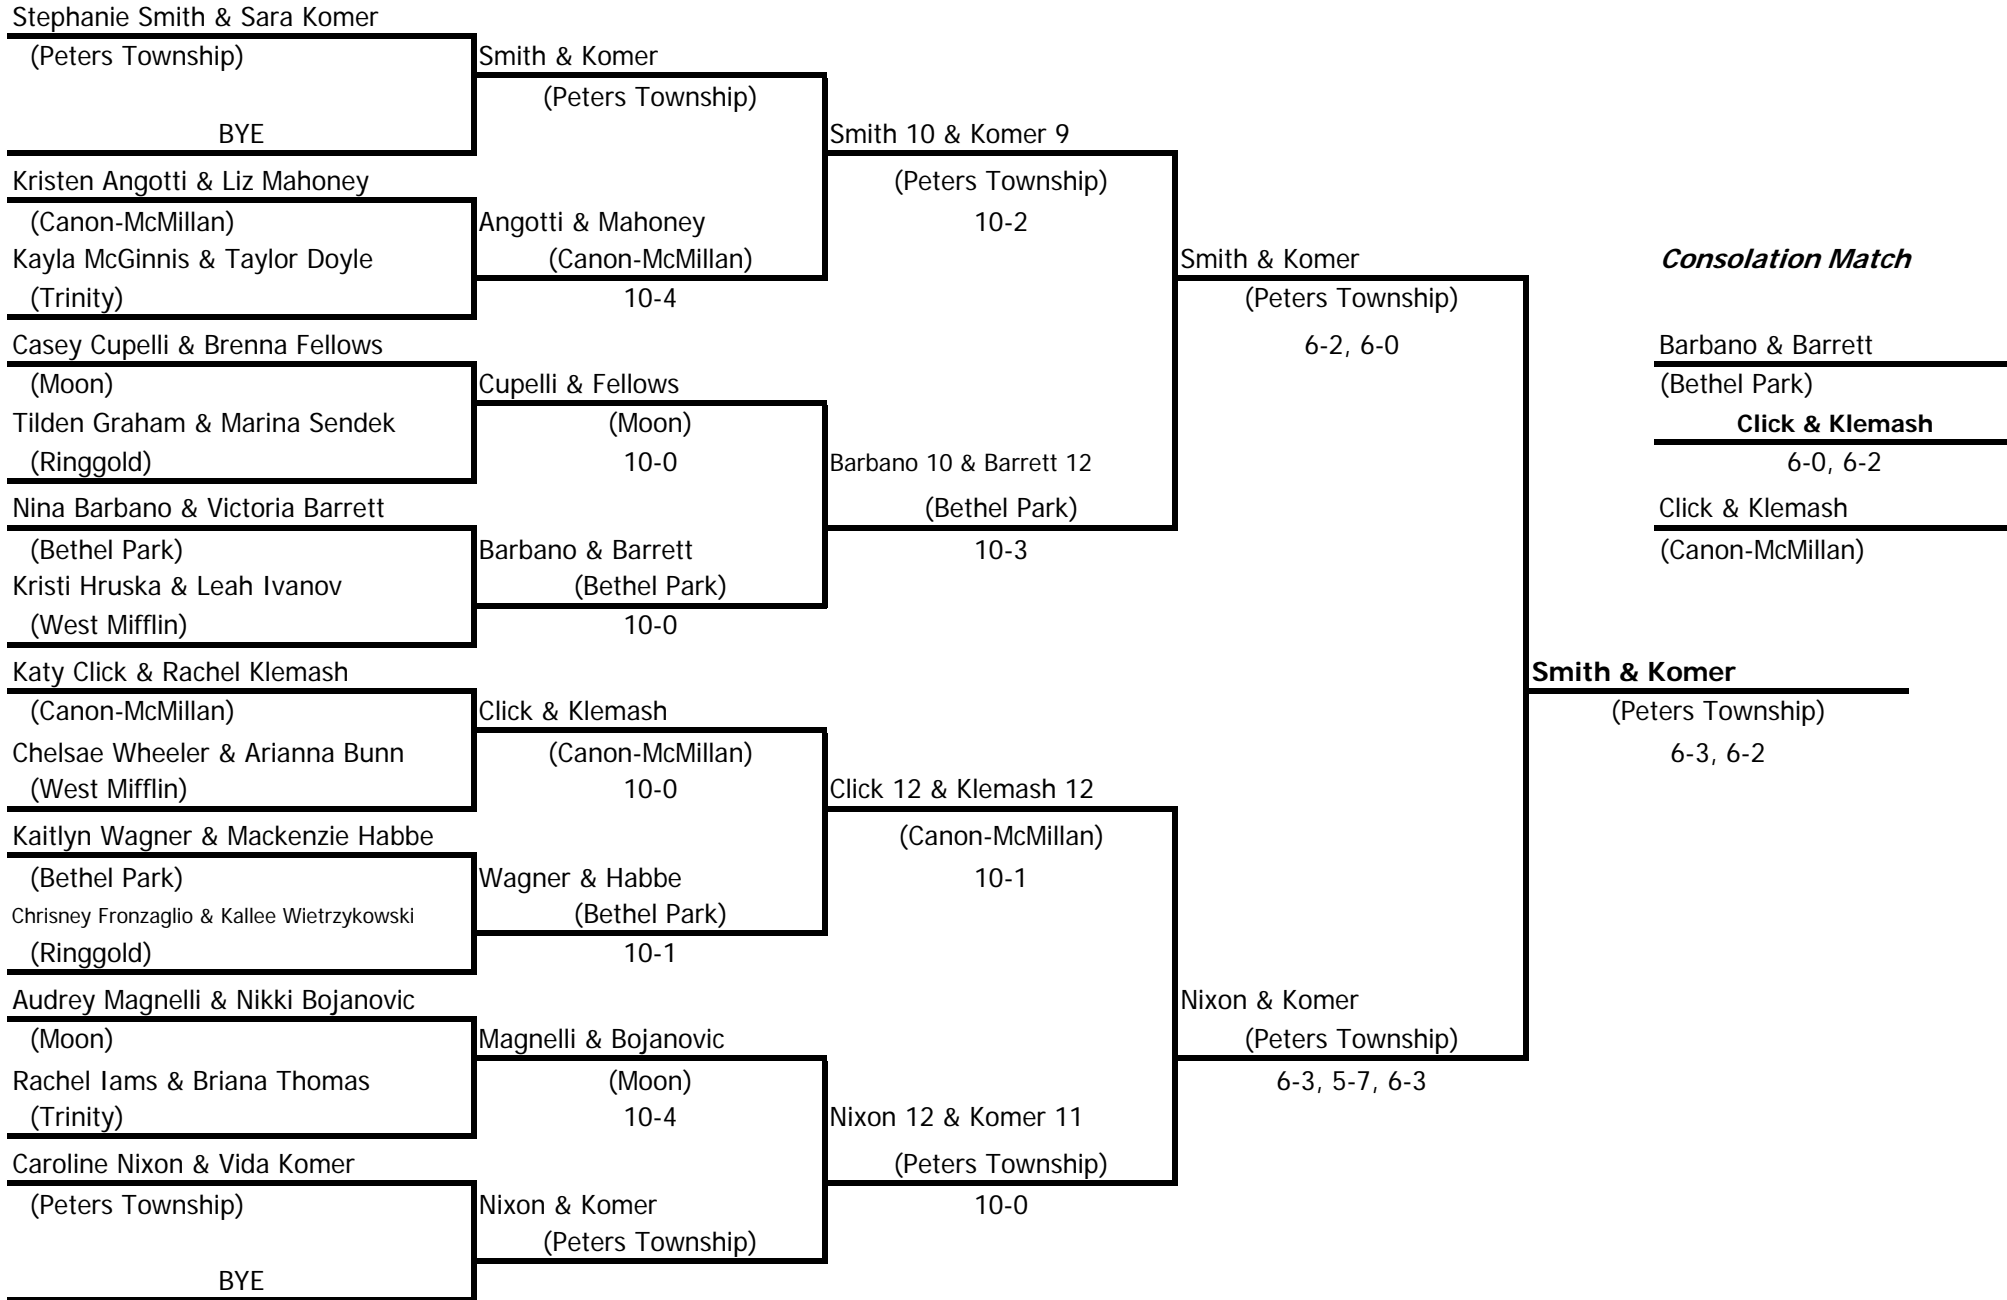 Stephanie Smith & Sara Komer
(Peters Township)
BYE
Kristen Angotti & Liz Mahoney
(Canon-McMillan)
Kayla McGinnis & Taylor Doyle
(Trinity)
Casey Cupelli & Brenna Fellows
(Moon)
Tilden Graham & Marina Sendek
(Ringgold)
Nina Barbano & Victoria Barrett
(Bethel Park)
Kristi Hruska & Leah Ivanov
(West Mifflin)
Katy Click & Rachel Klemash
(Canon-McMillan)
Chelsae Wheeler & Arianna Bunn
(West Mifflin)
Kaitlyn Wagner & Mackenzie Habbe
(Bethel Park)
Chrisney Fronzaglio & Kallee Wietrzykowski
(Ringgold)
Audrey Magnelli & Nikki Bojanovic
(Moon)
Rachel Iams & Briana Thomas
(Trinity)
Caroline Nixon & Vida Komer
(Peters Township)
BYE
Smith & Komer
(Peters Township)
Angotti & Mahoney
(Canon-McMillan)
10-4
Cupelli & Fellows
(Moon)
10-0
Barbano & Barrett
(Bethel Park)
10-0
Click & Klemash
(Canon-McMillan)
10-0
Wagner & Habbe
(Bethel Park)
10-1
Magnelli & Bojanovic
(Moon)
10-4
Nixon & Komer
(Peters Township)
Smith 10 & Komer 9
(Peters Township)
10-2
Barbano 10 & Barrett 12
(Bethel Park)
10-3
Click 12 & Klemash 12
(Canon-McMillan)
10-1
Nixon 12 & Komer 11
(Peters Township)
10-0
Smith & Komer
(Peters Township)
6-2, 6-0
Nixon & Komer
(Peters Township)
6-3, 5-7, 6-3
Smith & Komer
(Peters Township)
6-3, 6-2
Consolation Match
Barbano & Barrett
(Bethel Park)
Click & Klemash
6-0, 6-2
Click & Klemash
(Canon-McMillan)